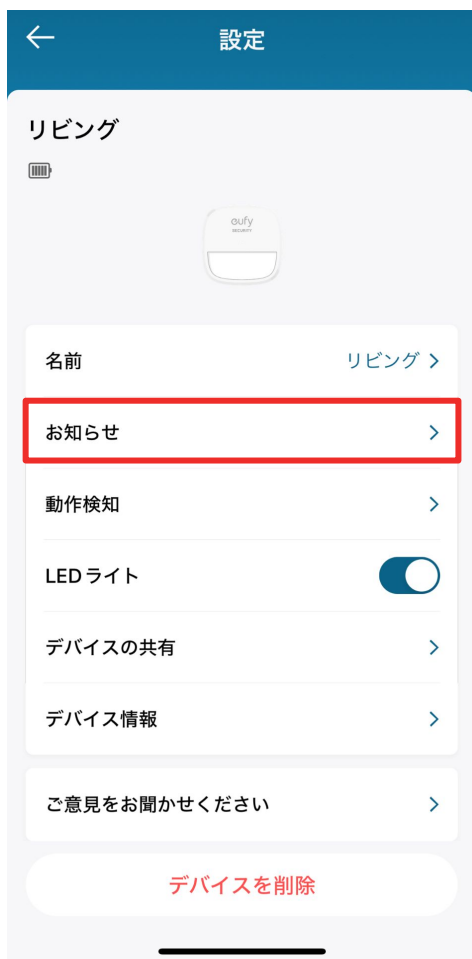 設定
リビング
eufy
SECURITY
名前
リビング
お知らせ
動作検知
LEDライト
デバイスの共有
デバイス情報
ご意見をお聞かせください
デバイスを削除